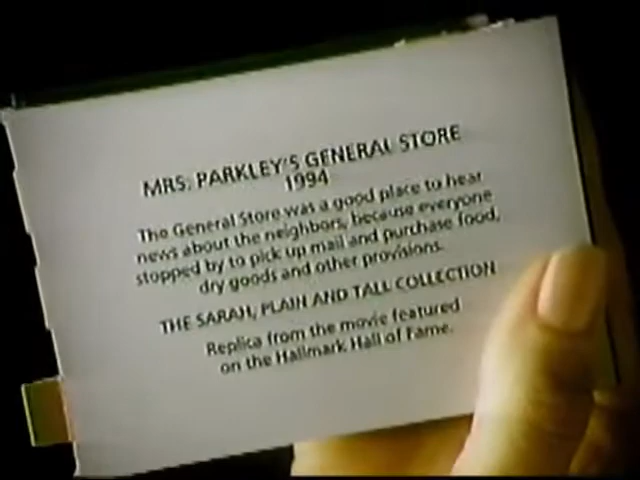 MRS. PARKLEY'S GENERAL STORE
1994
The General Store was a good place to hear
news about the neighbors, because everyone
stopped by to pick up mail and purchase food,
dry goods and other provisions.
THE SARAH, PLAIN AND TALL COLLECTION
Replica from the movie featured
on the Hallmark Hall of Fame.